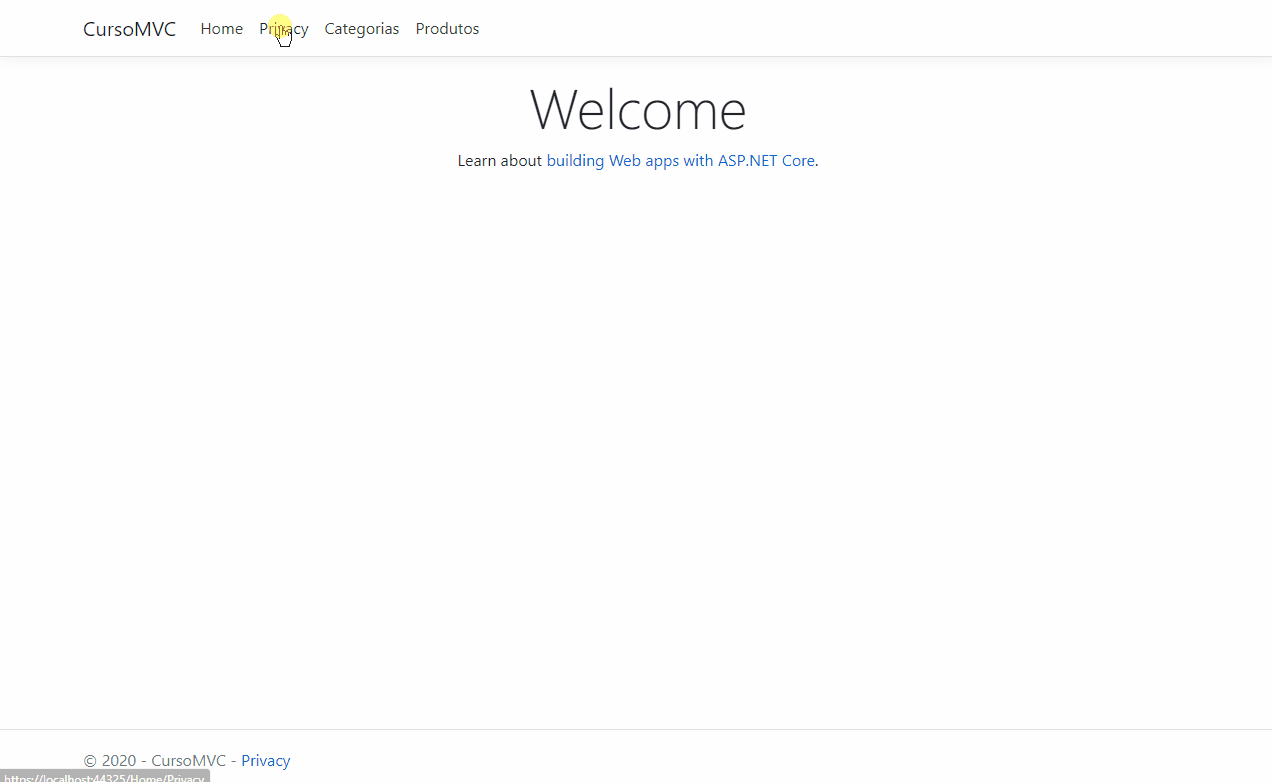 CursoMVC Home Privacy Categorias Produtos
Welcome
Learn about building Web apps with ASP.NET Core.
© 2020 - CursoMVC - Privacy
https://localhost:44325/Home/Privacy